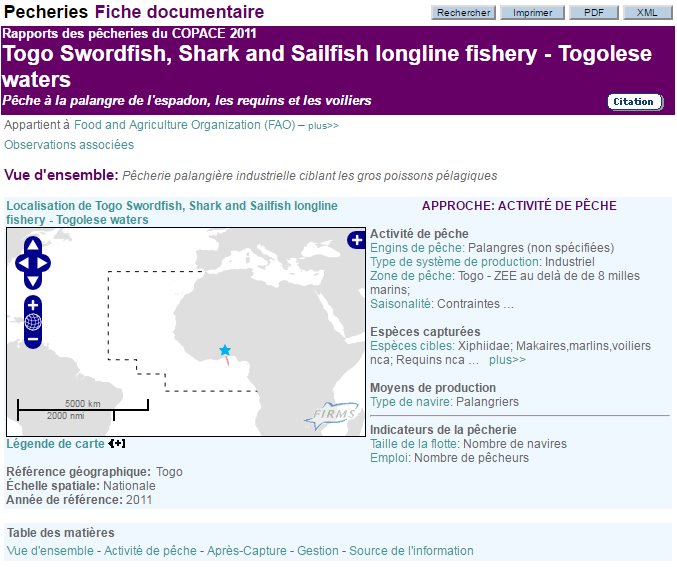 Pecheries Fiche documentaire
Rechercher
Imprimer
PDF
XML
Rapports des pêcheries du COPACE 2011
Togo Swordfish, Shark and Sailfish longline fishery - Togolese
waters
Pêche à la palangre de l'espadon, les requins et les voiliers
Citation
Appartient à Food and Agriculture Organization (FAO) – plus>>
Observations associées
Vue d'ensemble: Pêcherie palangière industrielle ciblant les gros poissons pélagiques
Localisation de Togo Swordfish, Shark and Sailfish longline
fishery - Togolese waters
5000 km
2000 nmi
FIRMS
Légende de carte [+]
Référence géographique: Togo
Échelle spatiale: Nationale
Année de référence: 2011
APPROCHE: ACTIVITÉ DE PÊCHE
Activité de pêche
Engins de pêche: Palangres (non spécifiées)
Type de système de production: Industriel
Zone de pêche: Togo - ZEE au delà de de 8 milles
marins;
Saisonalité: Contraintes ...
Espèces capturées
Espèces cibles: Xiphiidae; Makaires,marlins,voiliers
nca; Requins nca ... plus>>
Moyens de production
Type de navire: Palangriers
Indicateurs de la pêcherie
Taille de la flotte: Nombre de navires
Emploi: Nombre de pêcheurs
Table des matières
Vue d'ensemble - Activité de pêche - Après-Capture - Gestion - Source de l'information